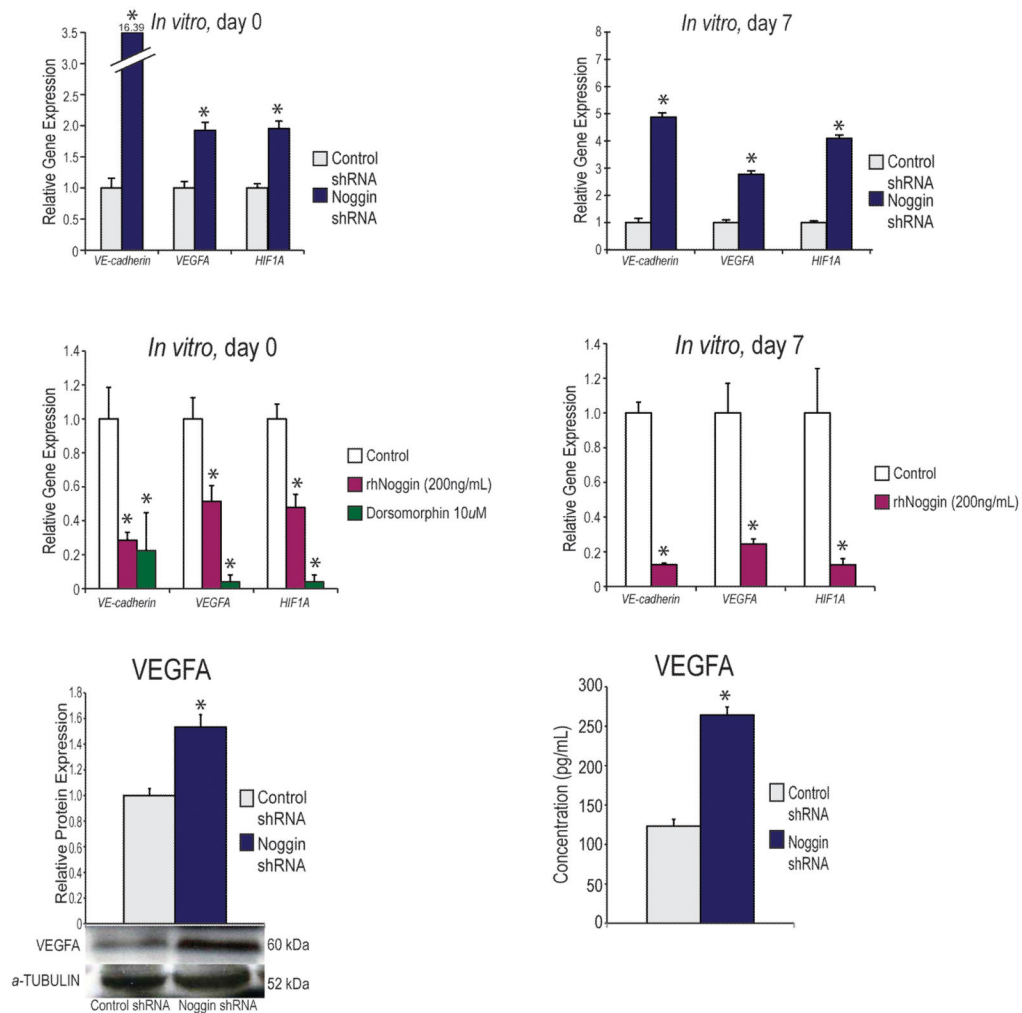 In vitro, day 0
*
16.39
Relative Gene Expression
3.5
3.0
2.5
2.0
1.5
1.0
0.5
0
*
*
VE-cadherin
VEGFA
HIF1A
Control
shRNA
Noggin
shRNA
In vitro, day 7
Relative Gene Expression
8
7
6
5
4
3
2
1
0
*
*
*
VE-cadherin
VEGFA
HIF1A
Control
shRNA
Noggin
shRNA
In vitro, day 0
Relative Gene Expression
1.4
1.2
1.0
0.8
0.6
0.4
0.2
0
*
*
*
*
*
*
VE-cadherin
VEGFA
HIF1A
Control
rhNoggin (200ng/mL)
Dorsomorphin 10uM
In vitro, day 7
Relative Gene Expression
1.4
1.2
1.0
0.8
0.6
0.4
0.2
0
*
*
*
VE-cadherin
VEGFA
HIF1A
Control
rhNoggin (200ng/mL)
VEGFA
Relative Protein Expression
1.8
1.6
1.4
1.2
1.0
0.8
0.6
0.4
0.2
0
*
Control
shRNA
Noggin
shRNA
VEGFA
60 kDa
a-TUBULIN
52 kDa
Control shRNA
Noggin shRNA
VEGFA
Concentration (pg/mL)
300
250
200
150
100
50
0
*
Control
shRNA
Noggin
shRNA